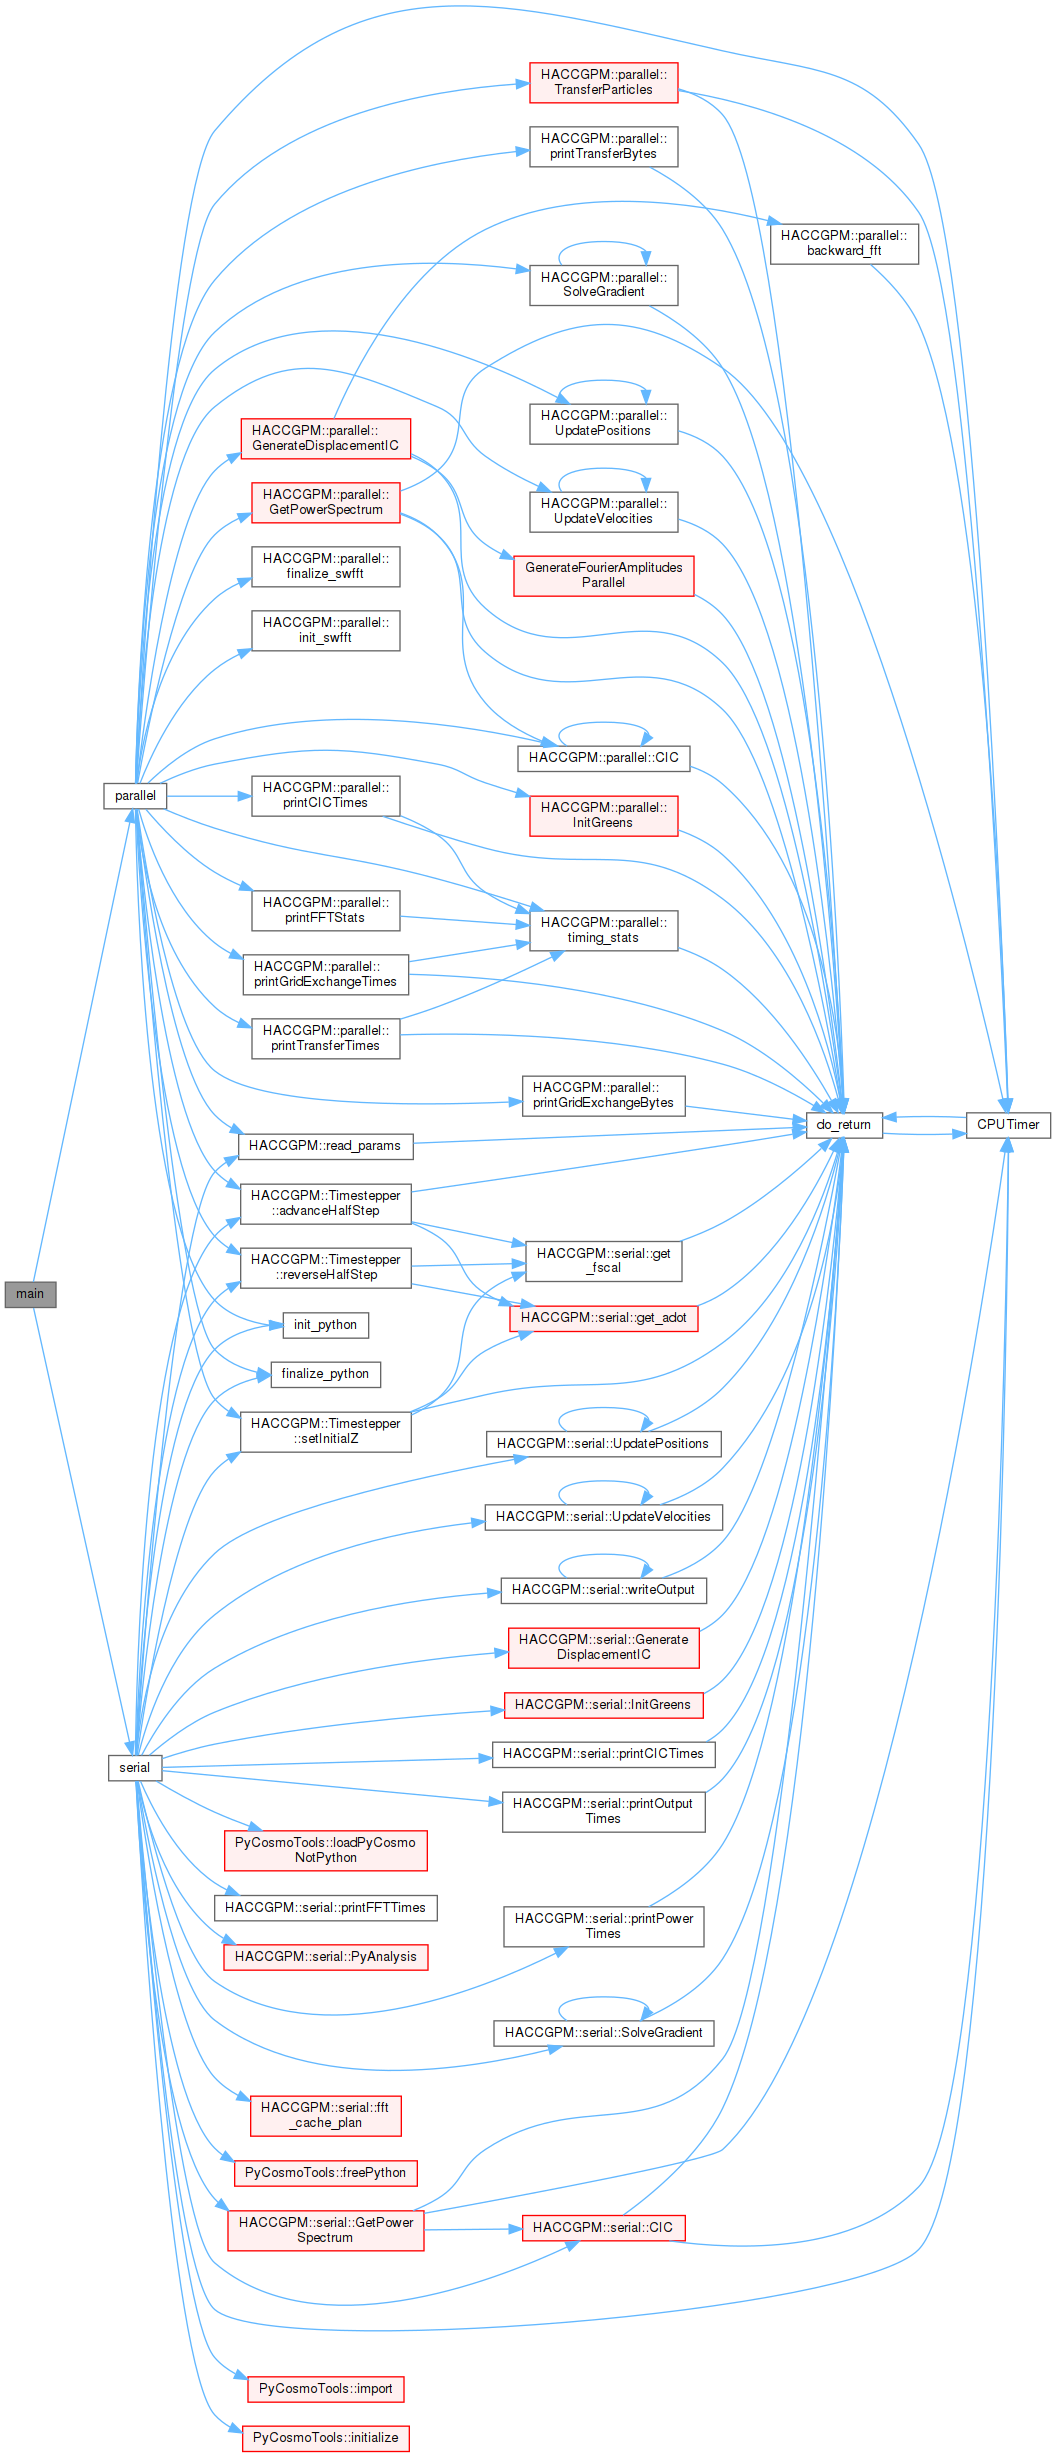 HACCGPM::parallel::
TransferParticles
HACCGPM::parallel::
printTransferBytes
HACCGPM::parallel::
backward_fft
HACCGPM::parallel::
SolveGradient
HACCGPM::parallel::
UpdatePositions
HACCGPM::parallel::
GenerateDisplacementIC
HACCGPM::parallel::
GetPowerSpectrum
HACCGPM::parallel::
UpdateVelocities
HACCGPM::parallel::
finalize_swfft
GenerateFourierAmplitudes
Parallel
HACCGPM::parallel::
init_swfft
HACCGPM::parallel::CIC
parallel
HACCGPM::parallel::
printCICTimes
HACCGPM::parallel::
InitGreens
HACCGPM::parallel::
printFFTStats
HACCGPM::parallel::
timing_stats
HACCGPM::parallel::
printGridExchangeTimes
HACCGPM::parallel::
printTransferTimes
HACCGPM::parallel::
printGridExchangeBytes
do_return
CPUTimer
HACCGPM::read_params
HACCGPM::Timestepper
::advanceHalfStep
HACCGPM::serial::get
_fscal
HACCGPM::Timestepper
::reverseHalfStep
main
HACCGPM::serial::get_adot
init_python
finalize_python
HACCGPM::Timestepper
::setInitialZ
HACCGPM::serial::UpdatePositions
HACCGPM::serial::UpdateVelocities
HACCGPM::serial::writeOutput
HACCGPM::serial::Generate
DisplacementIC
HACCGPM::serial::InitGreens
HACCGPM::serial::printCICTimes
serial
HACCGPM::serial::printOutput
Times
PyCosmoTools::loadPyCosmo
NotPython
HACCGPM::serial::printFFTTimes
HACCGPM::serial::printPower
Times
HACCGPM::serial::PyAnalysis
HACCGPM::serial::SolveGradient
HACCGPM::serial::fft
_cache_plan
PyCosmoTools::freePython
HACCGPM::serial::GetPower
Spectrum
HACCGPM::serial::CIC
PyCosmoTools::import
PyCosmoTools::initialize